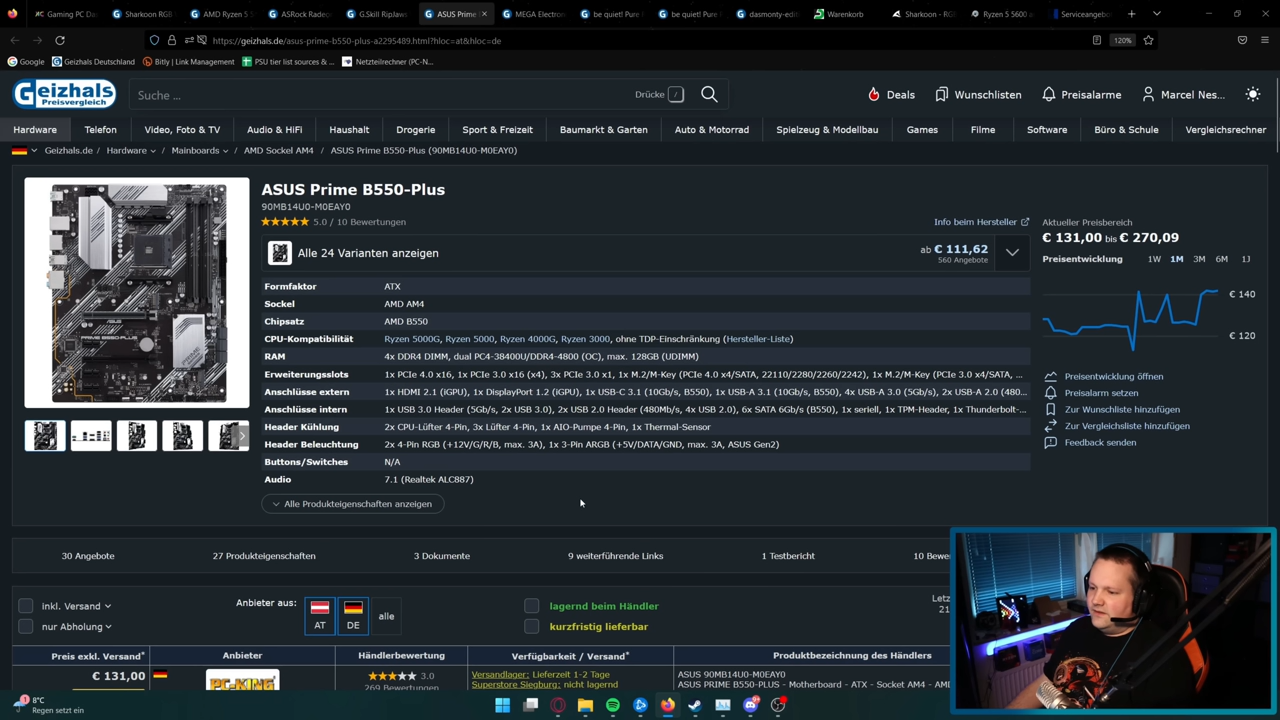 Gaming PC
Sharkoon RGB
AMD Ryzen 5 5
ASRock Radeo
G.Skill RipJaws
ASUS Prime
MEGA Electron
be quiet! Pure
be quiet! Pure
dasmonty-edit
Warenkorb
Sharkoon - RG
Ryzen 5 5600
Serviceangebo
https://geizhals.de/asus-prime-b550-plus-a2295489.html?hloc=at&hloc=de
120%
Google
Geizhals Deutschland
Bitly | Link Management
PSU tier list sources & ...
Netzteilrechner (PC-N...
Geizhals
Preisvergleich
Suche ...
Drücke /
Deals
Wunschlisten
Preisalarme
Marcel Nes...
Hardware
Telefon
Video, Foto & TV
Audio & HiFi
Haushalt
Drogerie
Sport & Freizeit
Baumarkt & Garten
Auto & Motorrad
Spielzeug & Modellbau
Games
Filme
Software
Büro & Schule
Vergleichsrechner
Geizhals.de / Hardware / Mainboards / AMD Sockel AM4 / ASUS Prime B550-Plus (90MB14U0-M0EAY0)
ASUS Prime B550-Plus
90MB14U0-M0EAY0
5.0 / 10 Bewertungen
Info beim Hersteller
Alle 24 Varianten anzeigen
ab € 111,62
560 Angebote
Formfaktor ATX
Sockel AMD AM4
Chipsatz AMD B550
CPU-Kompatibilität Ryzen 5000G, Ryzen 5000, Ryzen 4000G, Ryzen 3000, ohne TDP-Einschränkung (Hersteller-Liste)
RAM 4x DDR4 DIMM, dual PC4-38400U/DDR4-4800 (OC), max. 128GB (UDIMM)
Erweiterungsslots 1x PCIe 4.0 x16, 1x PCIe 3.0 x16 (x4), 3x PCIe 3.0 x1, 1x M.2/M-Key (PCIe 4.0 x4/SATA, 22110/2280/2260/2242), 1x M.2/M-Key (PCIe 3.0 x4/SATA, ...
Anschlüsse extern 1x HDMI 2.1 (iGPU), 1x DisplayPort 1.2 (iGPU), 1x USB-C 3.1 (10Gb/s, B550), 1x USB-A 3.1 (10Gb/s, B550), 4x USB-A 3.0 (5Gb/s), 2x USB-A 2.0 (480...
Anschlüsse intern 1x USB 3.0 Header (5Gb/s, 2x USB 3.0), 2x USB 2.0 Header (480Mb/s, 4x USB 2.0), 6x SATA 6Gb/s (B550), 1x seriell, 1x TPM-Header, 1x Thunderbolt-...
Header Kühlung 2x CPU-Lüfter 4-Pin, 3x Lüfter 4-Pin, 1x AIO-Pumpe 4-Pin, 1x Thermal-Sensor
Header Beleuchtung 2x 4-Pin RGB (+12V/G/R/B, max. 3A), 1x 3-Pin ARGB (+5V/DATA/GND, max. 3A, ASUS Gen2)
Buttons/Switches N/A
Audio 7.1 (Realtek ALC887)
Alle Produkteigenschaften anzeigen
Aktueller Preisbereich
€ 131,00 bis € 270,09
Preisentwicklung 1W 1M 3M 6M 1J
€ 140
€ 120
Preisentwicklung öffnen
Preisalarm setzen
Zur Wunschliste hinzufügen
Zur Vergleichsliste hinzufügen
Feedback senden
30 Angebote
27 Produkteigenschaften
3 Dokumente
9 weiterführende Links
1 Testbericht
10 Bewe
inkl. Versand
nur Abholung
Anbieter aus:
AT
DE
alle
lagernd beim Händler
kurzfristig lieferbar
Letz
21
Preis exkl. Versand*
Anbieter
Händlerbewertung
Verfügbarkeit / Versand*
Produktbezeichnung des Händlers
€ 131,00
PC-KING
3.0
269 Bewertungen
Versandlager: Lieferzeit 1-2 Tage
Superstore Siegburg: nicht lagernd
ASUS 90MB14U0-M0EAY0
ASUS PRIME B550-PLUS - Motherboard - ATX - Socket AM4 - AMD
8°C
Regen setzt ein